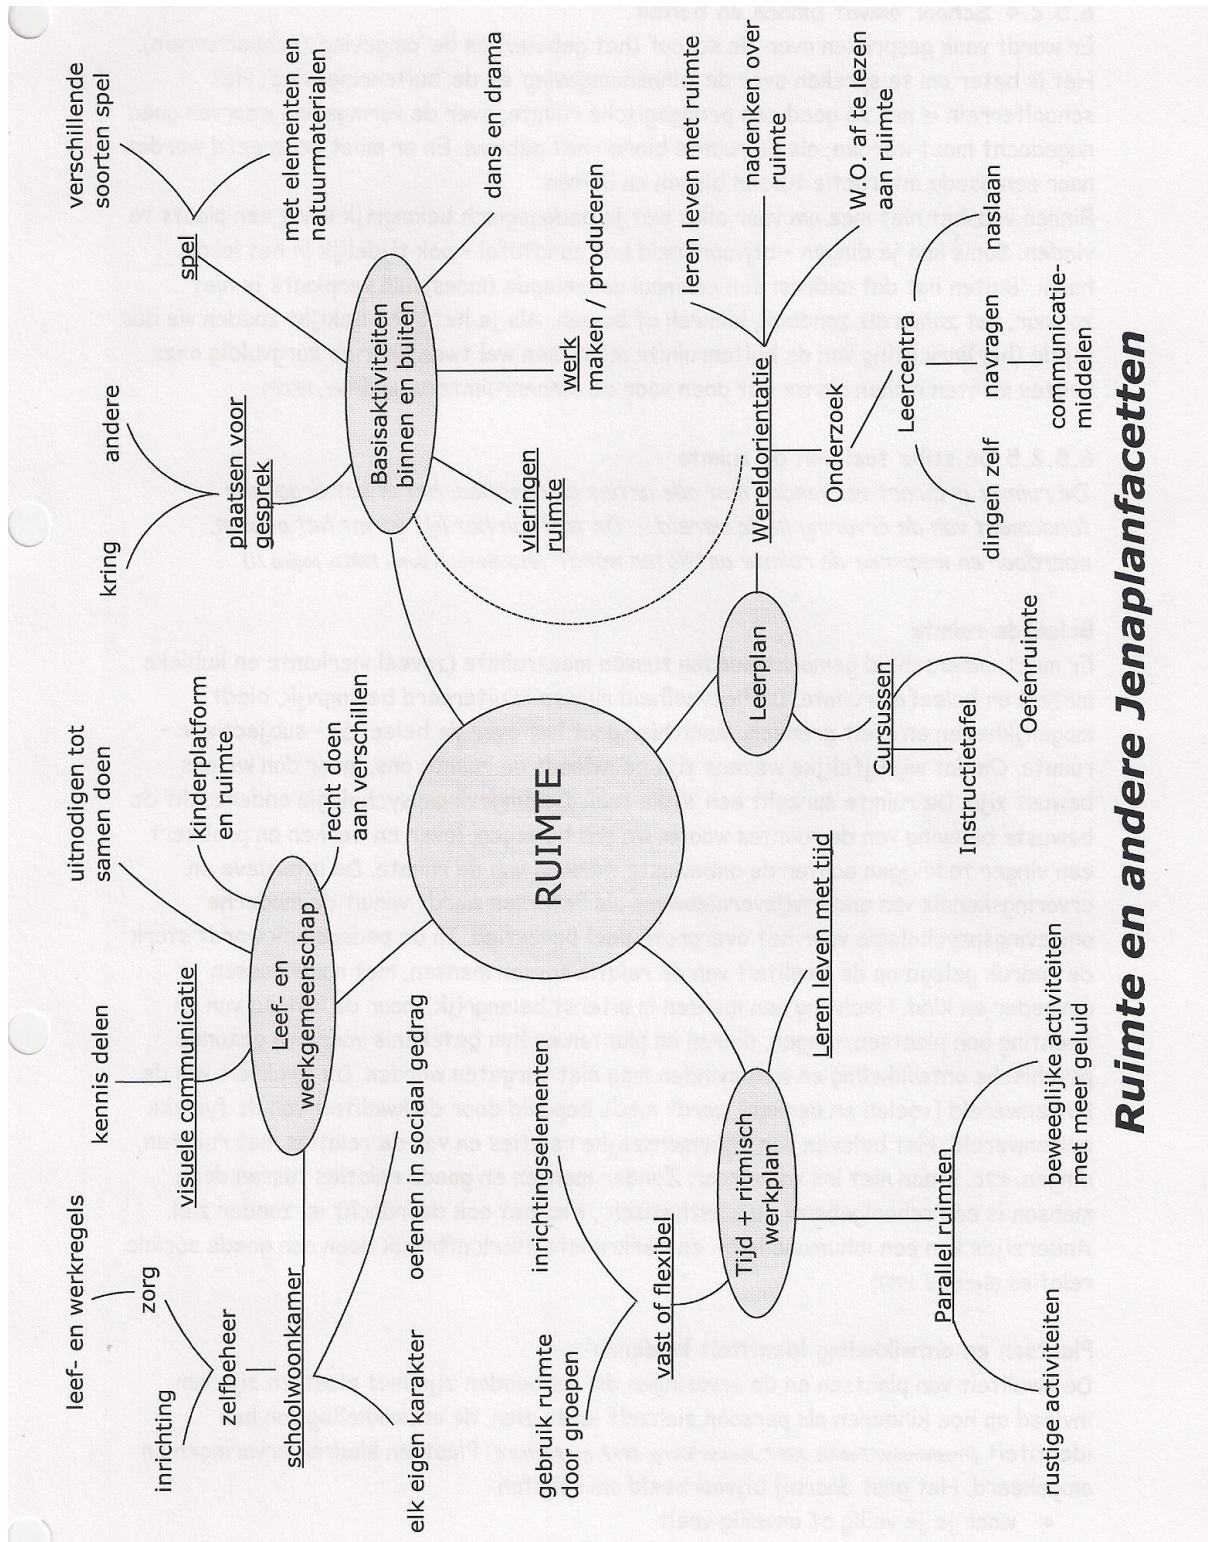 leef- en werkregels
zorg
inrichting
zelfbeheer
schoolwoonkamer
elk eigen karakter
oefenen in sociaal gedrag
kennis delen
visuele communicatie
uitnodigen tot
samen doen
kinderplatform
en ruimte
recht doen
aan verschillen
Leef- en
werkgemeenschap
kring
andere
plaatsen voor
gesprek
verschillende
soorten spel
spel
met elementen en
natuurmaterialen
Basisaktiviteiten
binnen en buiten
dans en drama
werk
maken / produceren
vieringen
ruimte
RUIMTE
gebruik ruimte
door groepen
inrichtingselementen
vast of flexibel
Tijd + ritmisch
werkplan
Leren leven met tijd
Parallel ruimten
rustige activiteiten
beweeglijke activiteiten
met meer geluid
Leerplan
Cursussen
Instructietafel
Oefenruimte
Wereldorientatie
leren leven met ruimte
nadenken over
ruimte
W.O. af te lezen
aan ruimte
Onderzoek
Leercentra
dingen zelf
navragen
nalaan
communicatie-
middelen
Ruimte en andere Jenaplanfacetten